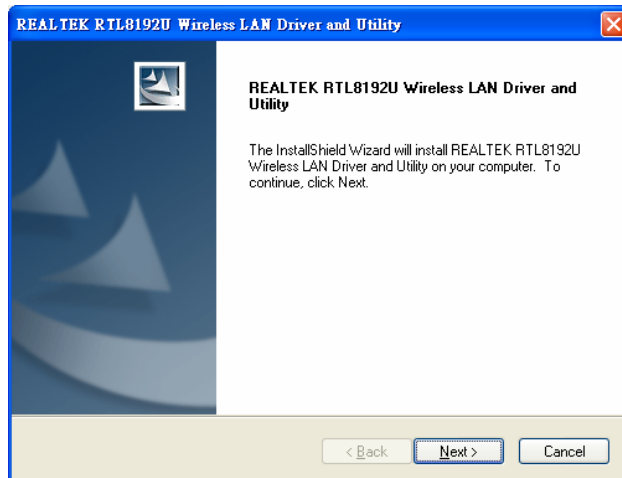 REALTEK RTL8192U Wireless LAN Driver and Utility
REALTEK RTL8192U Wireless LAN Driver and
Utility
The InstallShield Wizard will install REALTEK RTL8192U
Wireless LAN Driver and Utility on your computer. To
continue, click Next.
< Back
Next >
Cancel